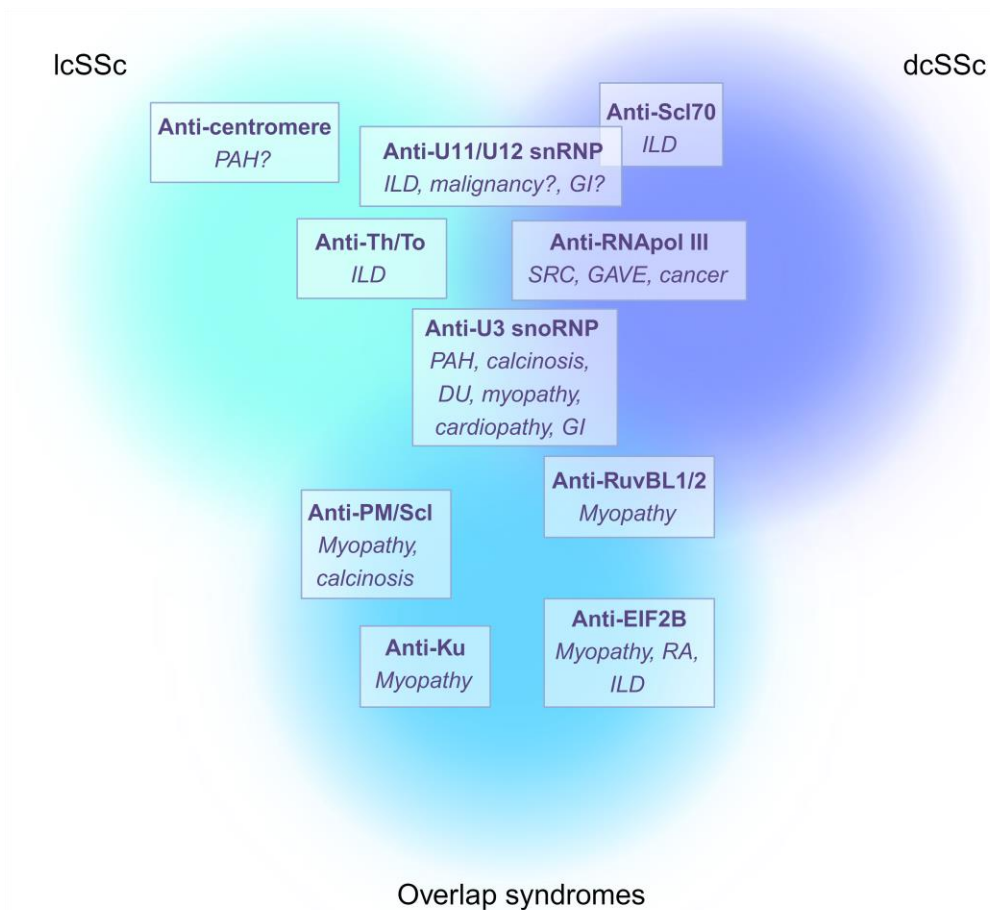 lcSSc
dcSSc
Anti-centromere
PAH?
Anti-Scl70
ILD
Anti-U11/U12 snRNP
ILD, malignancy?, GI?
Anti-Th/To
ILD
Anti-RNApol III
SRC, GAVE, cancer
Anti-U3 snoRNP
PAH, calcinosis,
DU, myopathy,
cardiopathy, GI
Anti-RuvBL1/2
Myopathy
Anti-PM/Scl
Myopathy,
calcinosis
Anti-EIF2B
Myopathy, RA,
ILD
Anti-Ku
Myopathy
Overlap syndromes